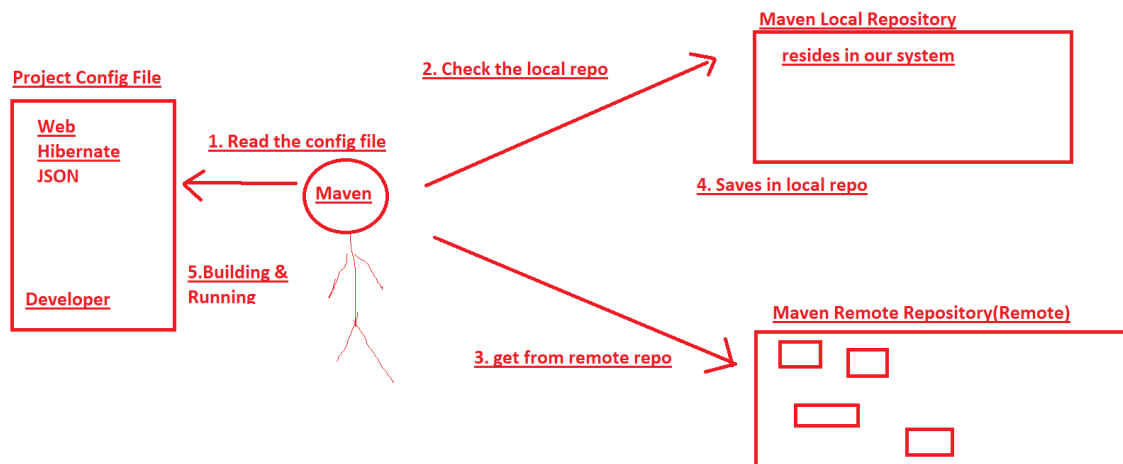 Maven Local Repository
resides in our system
2. Check the local repo
Project Config File
Web
Hibernate
JSON
1. Read the config file
Maven
4. Saves in local repo
5.Building &
Running
Developer
Maven Remote Repository(Remote)
3. get from remote repo